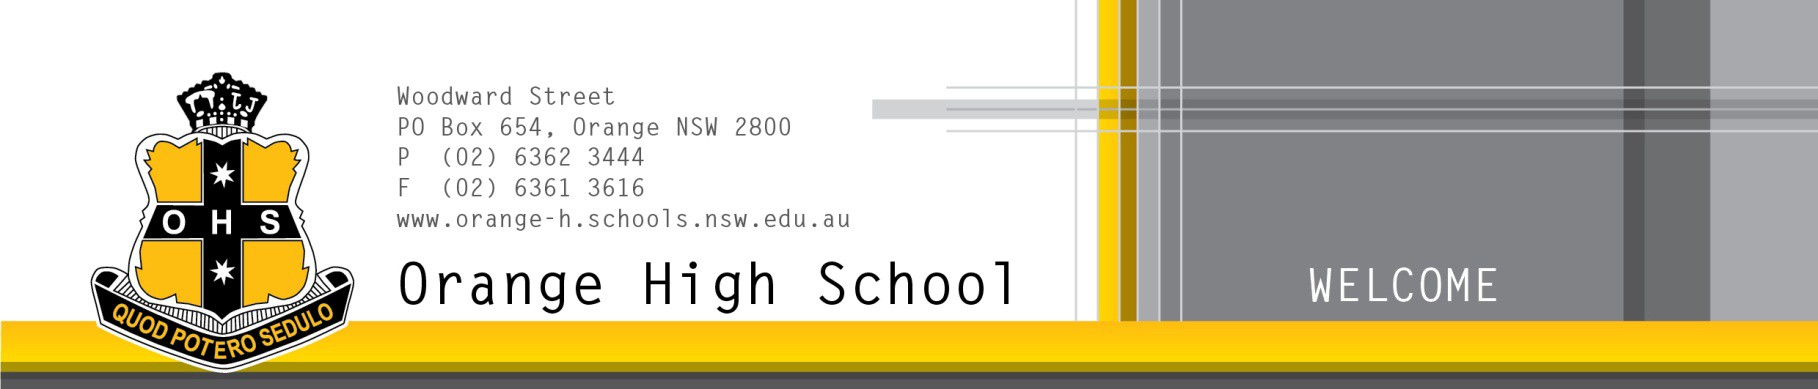 Woodward Street
PO Box 654, Orange NSW 2800
P (02) 6362 3444
F (02) 6361 3616
www.orange-h.schools.nsw.edu.au
O H S
QUOD POTERO SEDULO
Orange High School
WELCOME